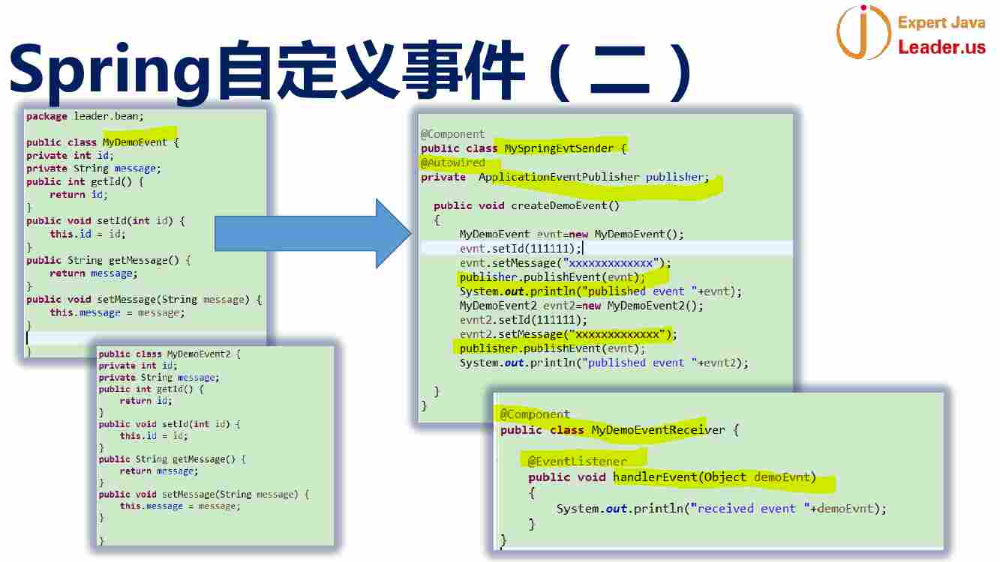 Expert Java
Leader.us
Spring自定义事件（二）
package leader.bean;
public class MyDemoEvent {
private int id;
private String message;
public int getId() {
return id;
}
public void setId(int id) {
this.id = id;
}
public String getMessage() {
return message;
}
public void setMessage(String message) {
this.message = message;
}
}
public class MyDemoEvent2 {
private int id;
private String message;
public int getId() {
return id;
}
public void setId(int id) {
this.id = id;
}
public String getMessage() {
return message;
}
public void setMessage(String message) {
this.message = message;
}
}
@Component
public class MySpringEvtSender {
@Autowired
private ApplicationEventPublisher publisher;
public void createDemoEvent()
{
MyDemoEvent evnt=new MyDemoEvent();
evnt.setId(111111);
evnt.setMessage("xxxxxxxxxxxxx");
publisher.publishEvent(evnt);
System.out.println("published event "+evnt);
MyDemoEvent2 evnt2=new MyDemoEvent2();
evnt2.setId(111111);
evnt2.setMessage("xxxxxxxxxxxxx");
publisher.publishEvent(evnt);
System.out.println("published event "+evnt2);
}
}
@Component
public class MyDemoEventReceiver {
@EventListener
public void handlerEvent(Object demoEvnt)
{
System.out.println("received event "+demoEvnt);
}
}